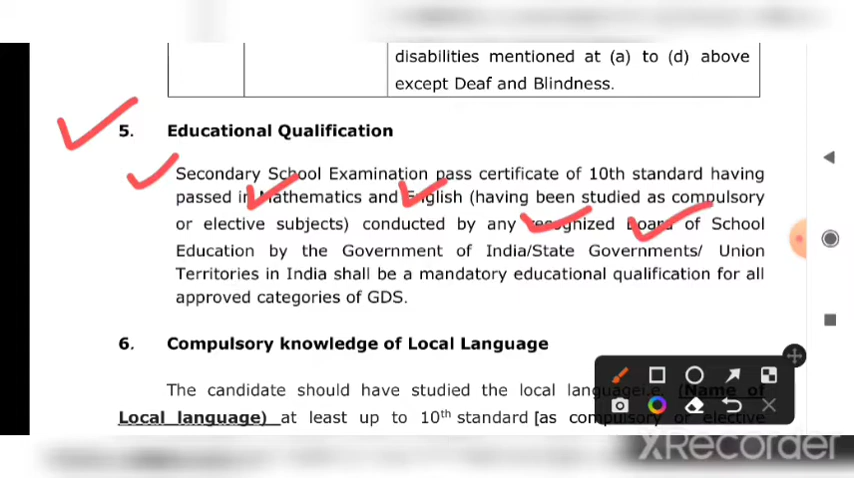 disabilities mentioned at (a) to (d) above
except Deaf and Blindness.
5. Educational Qualification
Secondary School Examination pass certificate of 10th standard having
passed in Mathematics and English (having been studied as compulsory
or elective subjects) conducted by any recognized Board of School
Education by the Government of India/State Governments/ Union
Territories in India shall be a mandatory educational qualification for all
approved categories of GDS.
6. Compulsory knowledge of Local Language
The candidate should have studied the local language (Name of
Local language) at least up to 10th standard [as compulsory or elective
XRecorder